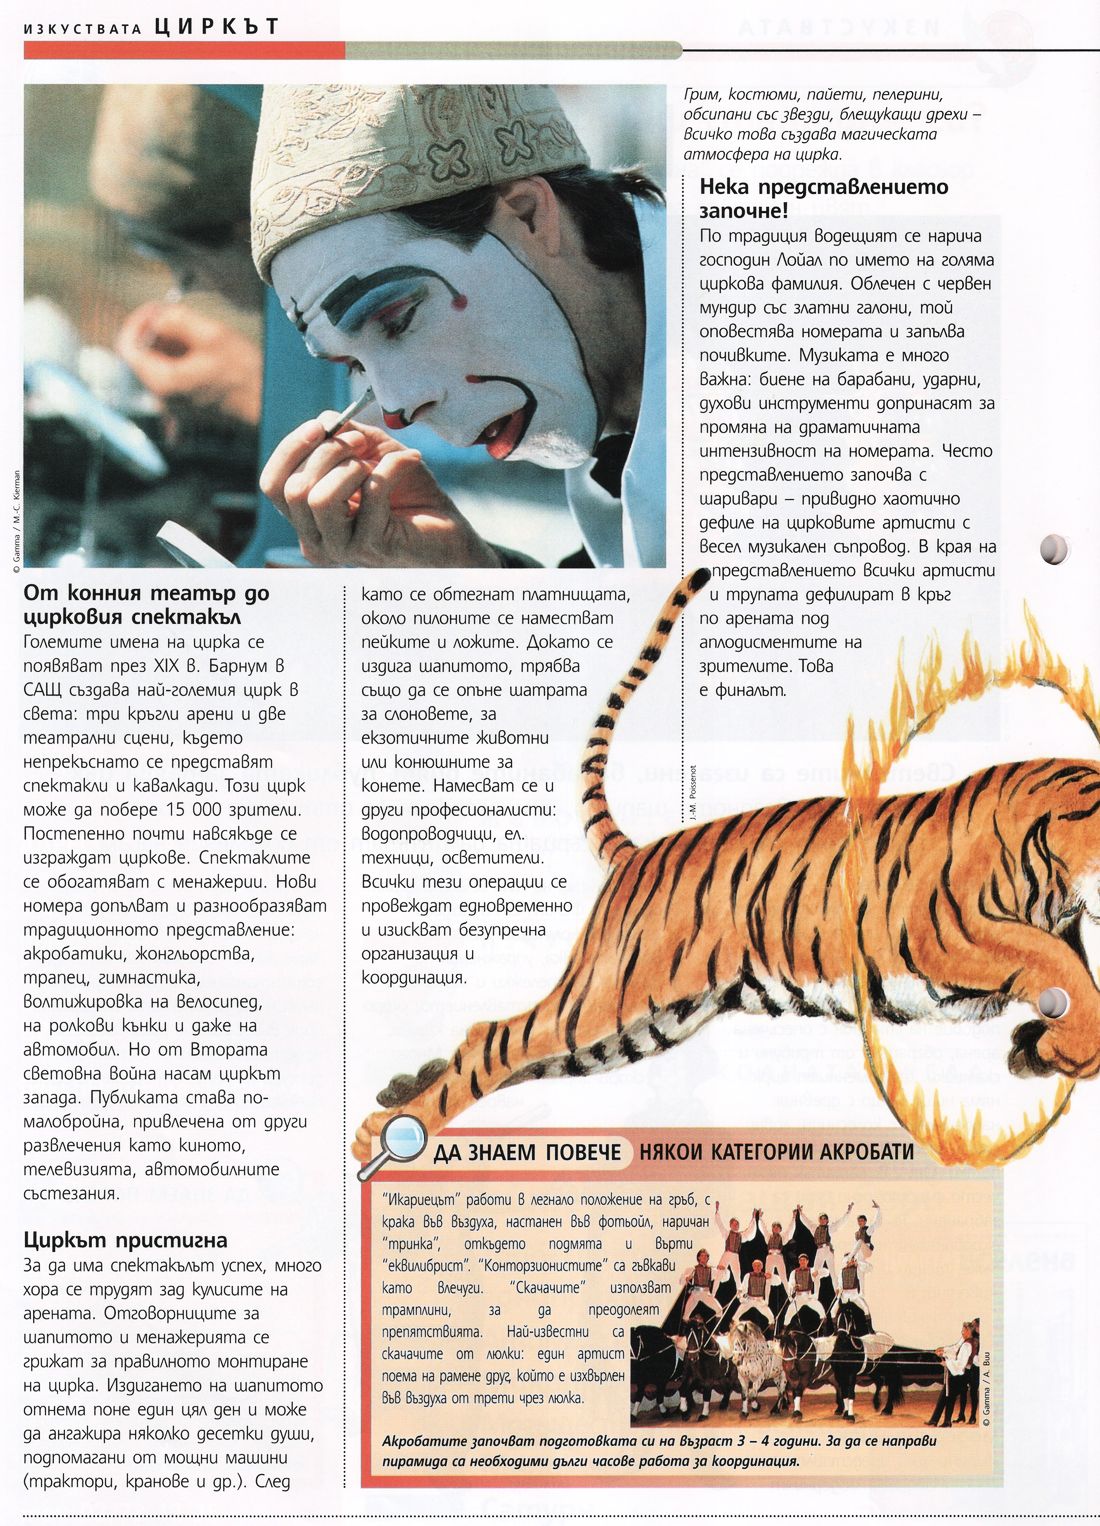 ИЗКУСТВАТА ЦИРКЪТ
© Gamma / M.-C. Kierman
Грим, костюми, пайети, пелерини,
обсипани със звезди, блещукащи дрехи –
всичко това създава магическата
атмосфера на цирка.
Нека представлението
започне!
По традиция водещият се нарича
господин Лойал по името на голяма
циркова фамилия. Облечен с червен
мундир със златни галони, той
оповестява номерата и запълва
почивките. Музиката е много
важна: биене на барабани, ударни,
духови инструменти допринасят за
промяна на драматичната
интензивност на номерата. Често
представлението започва с
шаривари – привидно хаотично
дефиле на цирковите артисти с
весел музикален съпровод. В края на
представлението всички артисти
и трупата дефилират в кръг
по арената под
аплодисментите на
зрителите. Това
е финалът.
От конния театър до
цирковия спектакъл
Големите имена на цирка се
появяват през XIX в. Барнум в
САЩ създава най-големия цирк в
света: три кръгли арени и две
театрални сцени, където
непрекъснато се представят
спектакли и кавалкади. Този цирк
може да побере 15 000 зрители.
Постепенно почти навсякъде се
изграждат циркове. Спектаклите
се обогатяват с менажерии. Нови
номера допълват и разнообразяват
традиционното представление:
акробатики, жонгльорства,
трапец, гимнастика,
волтижировка на велосипед,
на ролкови кънки и даже на
автомобил. Но от Втората
световна война насам циркът
запада. Публиката става по-
малобройна, привлечена от други
развлечения като киното,
телевизията, автомобилните
състезания.
Циркът пристигна
За да има спектакълът успех, много
хора се трудят зад кулисите на
арената. Отговорниците за
шапитото и менажерията се
грижат за правилното монтиране
на цирка. Издигането на шапитото
отнема поне един цял ден и може
да ангажира няколко десетки души,
подпомагани от мощни машини
(трактори, кранове и др.). След
като се обтегнат платнищата,
около пилоните се наместват
пейките и ложите. Докато се
издига шапитото, трябва
също да се опъне шатрата
за слоновете, за
екзотичните животни
или конюшните за
конете. Намесват се и
други професионалисти:
водопроводчици, ел.
техници, осветители.
Всички тези операции се
провеждат едновременно
и изискват безупречна
организация и
координация.
J.-M. Poissenot
ДА ЗНАЕМ ПОВЕЧЕ НЯКОИ КАТЕГОРИИ АКРОБАТИ
"Икариецът" работи в легнало положение на гръб, с
крака във въздуха, настанен във фотьойл, наричан
"тринка", откъдето подмята и върти
"еквилибрист". "Конторзионистите" са гъвкави
като влечуги. "Скачачите" използват
трамплини, за да преодолеят
препятствията. Най-известни са
скачачите от люлки: един артист
поема на рамене друг, който е изхвърлен
във въздуха от трети чрез люлка.
© Gamma / A. Buu
Акробатите започват подготовката си на възраст 3 – 4 години. За да се направи
пирамида са необходими дълги часове работа за координация.